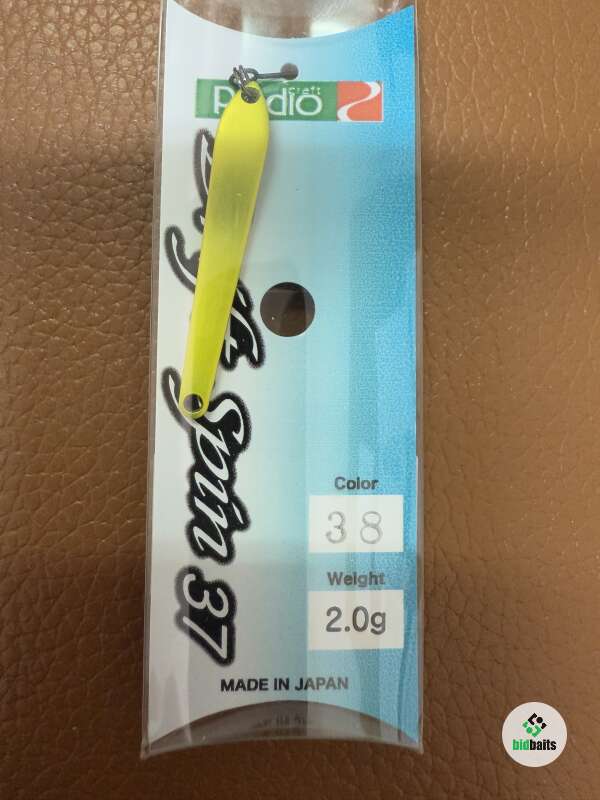 craft
Rodio
Spin 37
Color
38
Weight
2.0g
MADE IN JAPAN
bidbaits